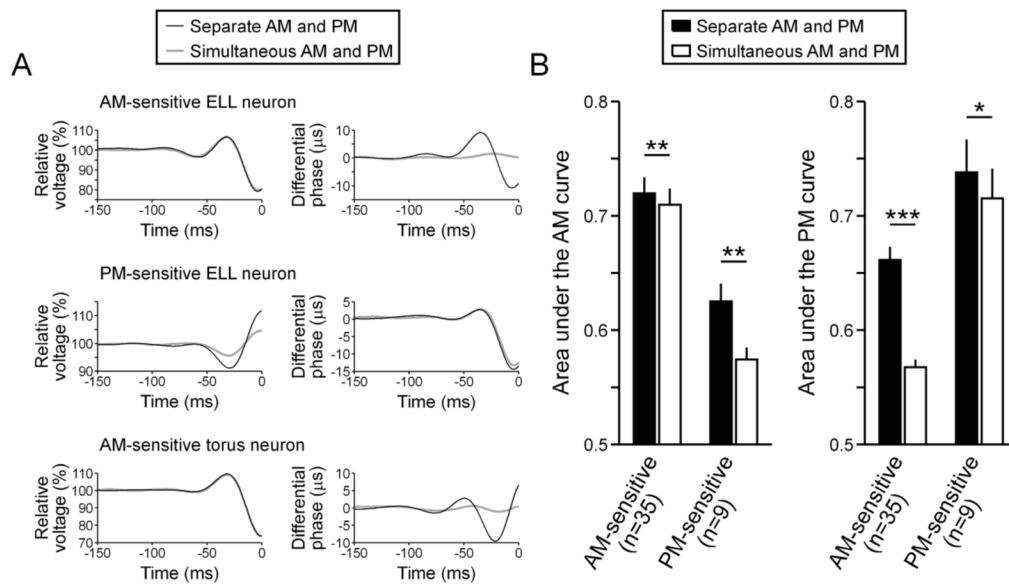 Separate AM and PM
Simultaneous AM and PM
A
AM-sensitive ELL neuron
Relative
voltage (%)
110
100
90
80
-150
-100
-50
0
Time (ms)
Differential
phase (µs)
10
0
-10
-150
-100
-50
0
Time (ms)
PM-sensitive ELL neuron
Relative
voltage (%)
110
100
90
-150
-100
-50
0
Time (ms)
Differential
phase (µs)
5
0
-5
-10
-15
-150
-100
-50
0
Time (ms)
AM-sensitive torus neuron
Relative
voltage (%)
110
100
90
80
70
-150
-100
-50
0
Time (ms)
Differential
phase (µs)
10
5
0
-5
-10
-150
-100
-50
0
Time (ms)
Separate AM and PM
Simultaneous AM and PM
B
Area under the AM curve
0.8
0.7
0.6
0.5
**
**
AM-sensitive
(n=35)
PM-sensitive
(n=9)
Area under the PM curve
0.8
0.7
0.6
0.5
***
*
AM-sensitive
(n=35)
PM-sensitive
(n=9)